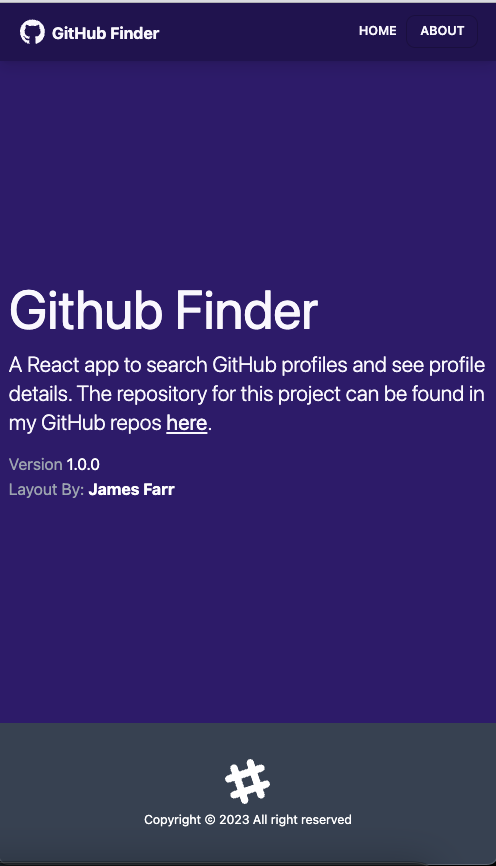 GitHub Finder
HOME
ABOUT
Github Finder
A React app to search GitHub profiles and see profile
details. The repository for this project can be found in
my GitHub repos here.
Version 1.0.0
Layout By: James Farr
Copyright © 2023 All right reserved